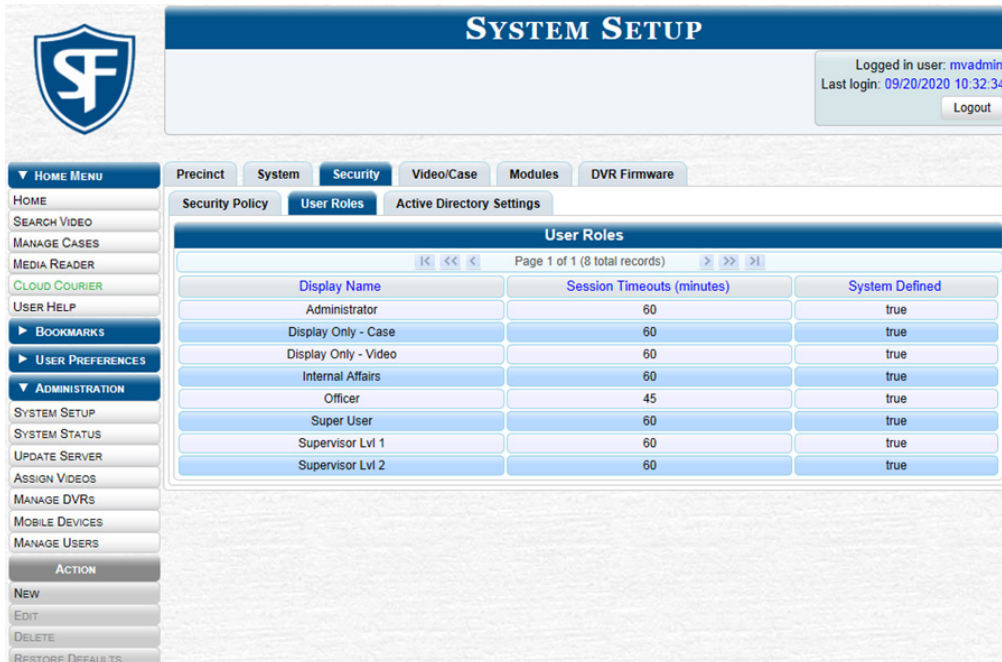 SYSTEM SETUP
SF
Logged in user: mvadmin
Last login: 09/20/2020 10:32:34
Logout
▼ HOME MENU
HOME
SEARCH VIDEO
MANAGE CASES
MEDIA READER
CLOUD COURIER
USER HELP
► BOOKMARKS
► USER PREFERENCES
▼ ADMINISTRATION
SYSTEM SETUP
SYSTEM STATUS
UPDATE SERVER
ASSIGN VIDEOS
MANAGE DVRS
MOBILE DEVICES
MANAGE USERS
ACTION
NEW
EDIT
DELETE
RESTORE DEFAULTS
Precinct System Security Video/Case Modules DVR Firmware
Security Policy User Roles Active Directory Settings
User Roles
|< << < Page 1 of 1 (8 total records) > >> >|
Display Name Session Timeouts (minutes) System Defined
Administrator 60 true
Display Only - Case 60 true
Display Only - Video 60 true
Internal Affairs 60 true
Officer 45 true
Super User 60 true
Supervisor Lvl 1 60 true
Supervisor Lvl 2 60 true